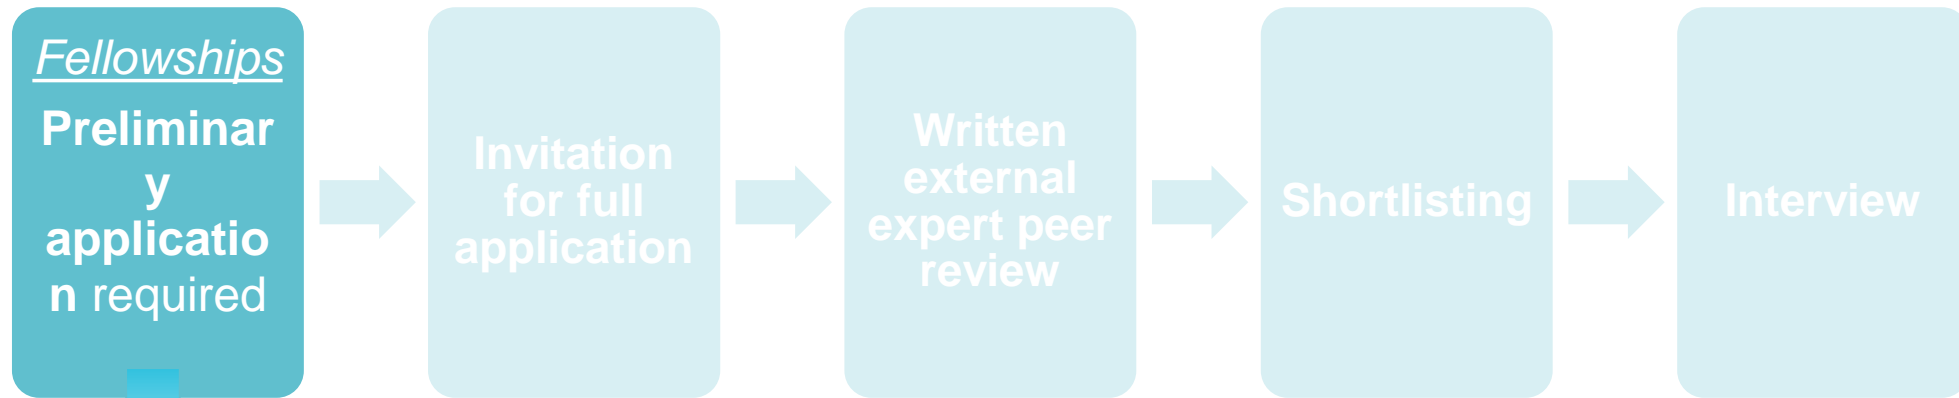 Fellowships
Preliminar
y
applicatio
n required
Invitation
for full
application
Written
external
expert peer
review
Shortlisting
Interview